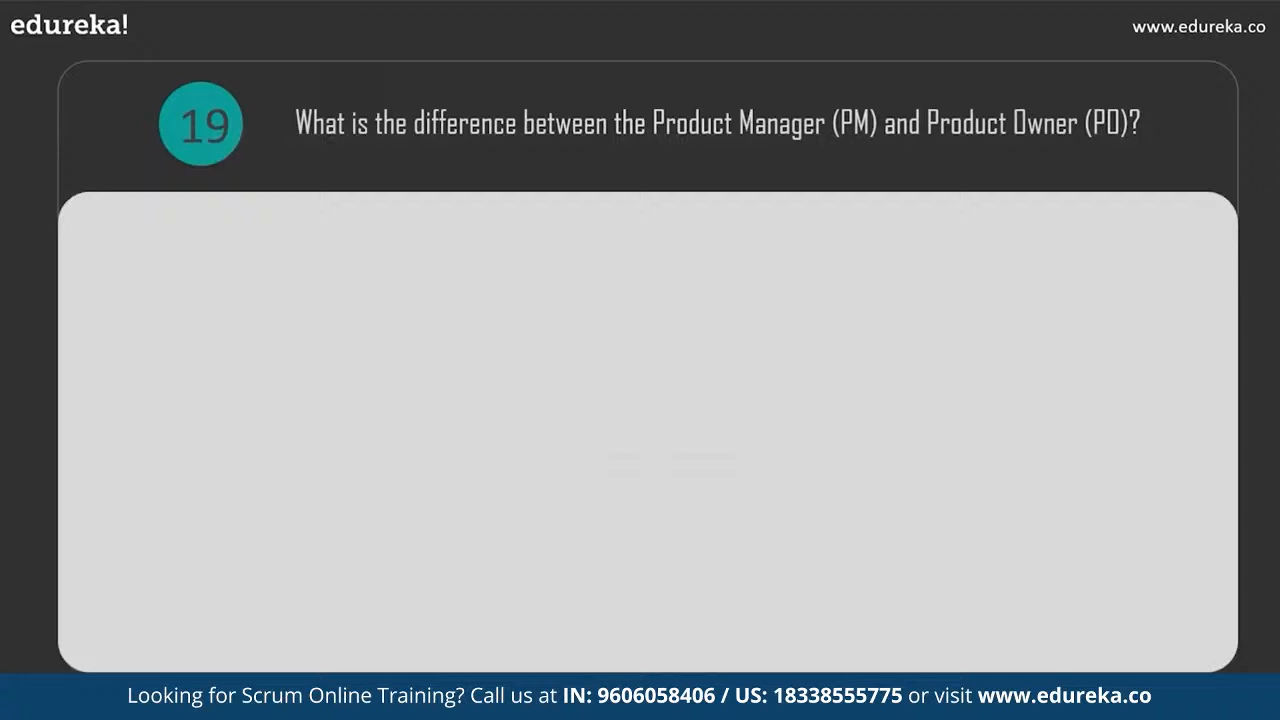 edureka!
www.edureka.co
19
What is the difference between the Product Manager (PM) and Product Owner (PO)?
Looking for Scrum Online Training? Call us at IN: 9606058406 / US: 18338555775 or visit www.edureka.co